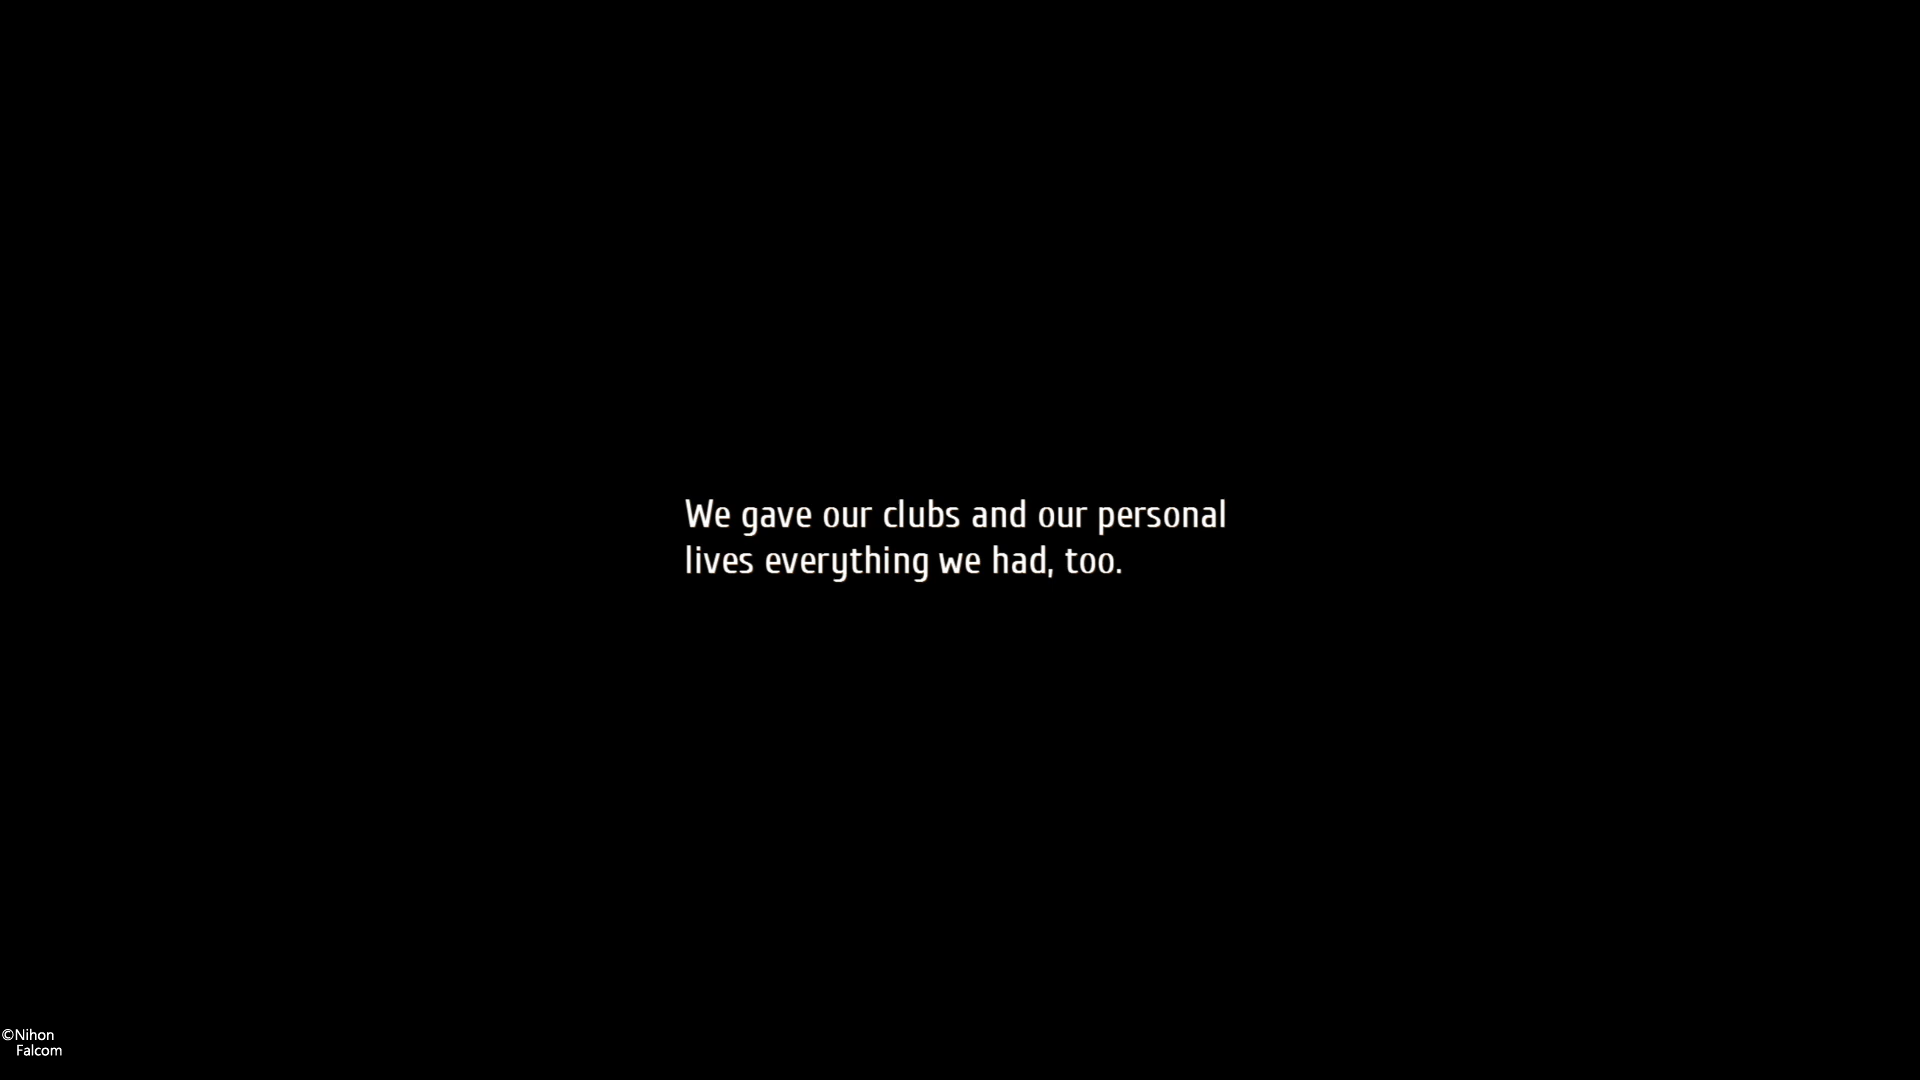 We gave our clubs and our personal
lives everything we had, too.
©Nihon
Falcom